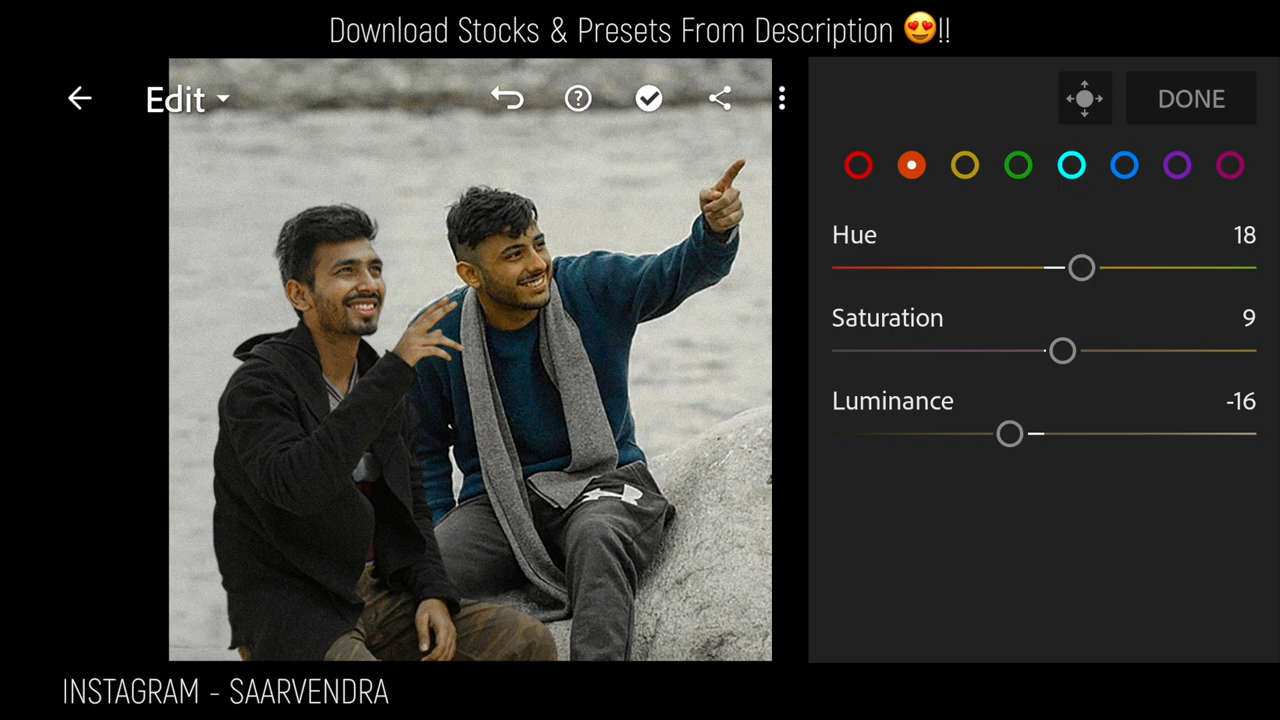 Download Stocks & Presets From Description 😍!!
Edit
DONE
Hue 18
Saturation 9
Luminance -16
INSTAGRAM - SAARVENDRA